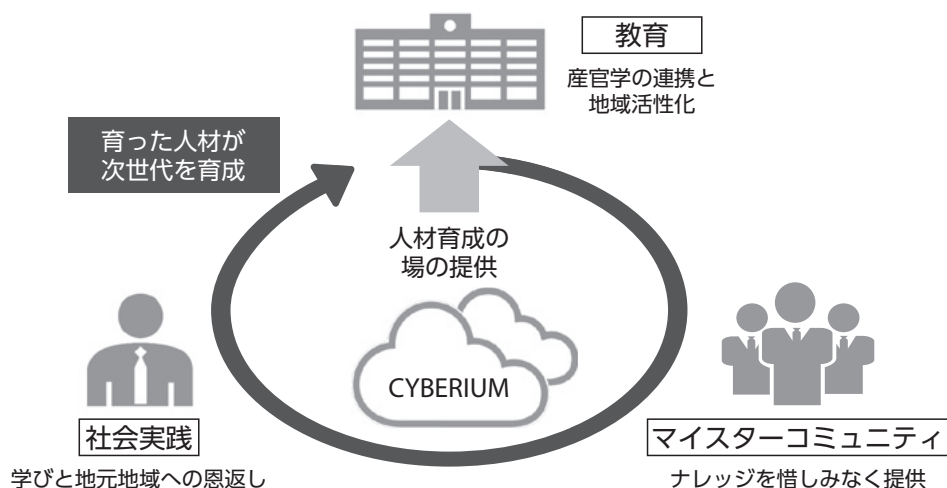 教育
産官学の連携と
地域活性化
育った人材が
次世代を育成
人材育成の
場の提供
CYBERIUM
社会実践
学びと地元地域への恩返し
マイスターコミュニティ
ナレッジを惜しみなく提供